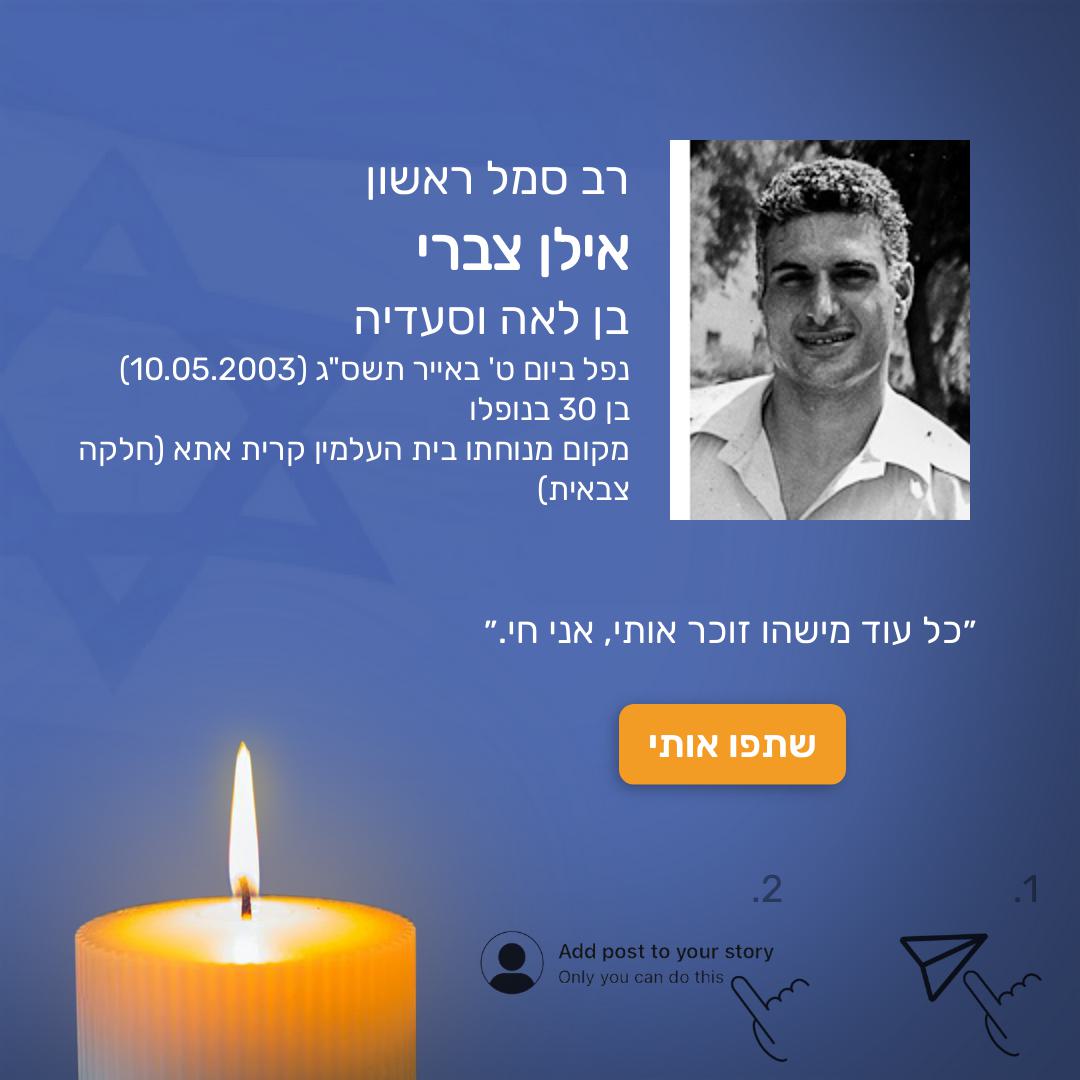 רב סמל ראשון
אילן צברי
בן לאה וסעדיה
נפל ביום ט' באייר תשס"ג (10.05.2003)
בן 30 בנופלו
מקום מנוחתו בית העלמין קרית אתא (חלקה
צבאית)
״כל עוד מישהו זוכר אותי, אני חי.״
שתפו אותי
.1
.2
Add post to your story
Only you can do this